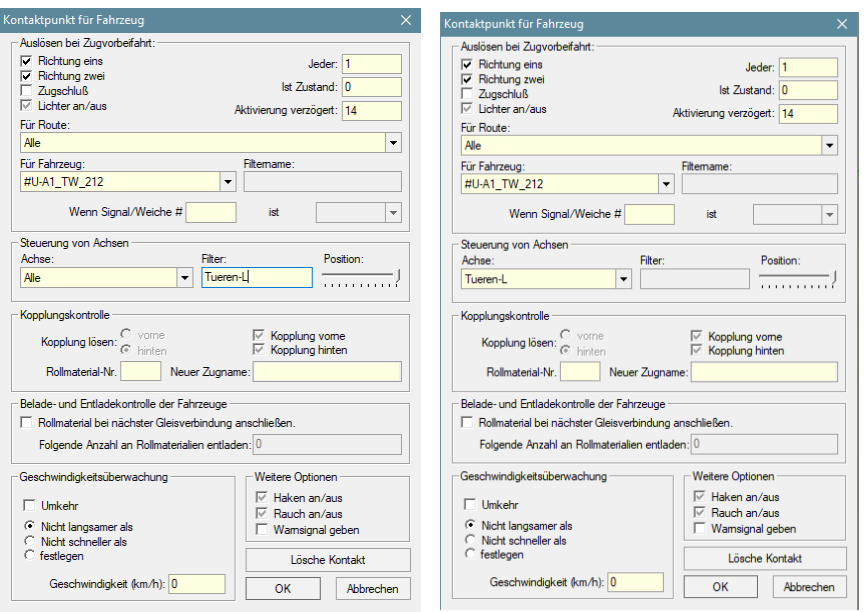 Kontaktpunkt für Fahrzeug
Auslösen bei Zugvorbeifahrt:
Richtung eins
Jeder: 1
Richtung zwei
Ist Zustand: 0
Zugschluß
Lichter an/aus
Aktivierung verzögert: 14
Für Route:
Alle
Für Fahrzeug:
Filtername:
#U-A1_TW_212
Wenn Signal/Weiche #
ist
Steuerung von Achsen
Achse:
Filter:
Position:
Alle
Tueren-L
Kopplungskontrolle
Kopplung lösen:
vorne
hinten
Kopplung vorne
Kopplung hinten
Rollmaterial-Nr.
Neuer Zugname:
Belade- und Entladekontrolle der Fahrzeuge
Rollmaterial bei nächster Gleisverbindung anschließen.
Folgende Anzahl an Rollmaterialien entladen: 0
Geschwindigkeitsüberwachung
Umkehr
Nicht langsamer als
Nicht schneller als
festlegen
Geschwindigkeit (km/h): 0
Weitere Optionen
Haken an/aus
Rauch an/aus
Warnsignal geben
Lösche Kontakt
OK
Abbrechen
Kontaktpunkt für Fahrzeug
Auslösen bei Zugvorbeifahrt:
Richtung eins
Jeder: 1
Richtung zwei
Ist Zustand: 0
Zugschluß
Lichter an/aus
Aktivierung verzögert: 14
Für Route:
Alle
Für Fahrzeug:
Filtername:
#U-A1_TW_212
Wenn Signal/Weiche #
ist
Steuerung von Achsen
Achse:
Filter:
Position:
Tueren-L
Kopplungskontrolle
Kopplung lösen:
vorne
hinten
Kopplung vorne
Kopplung hinten
Rollmaterial-Nr.
Neuer Zugname:
Belade- und Entladekontrolle der Fahrzeuge
Rollmaterial bei nächster Gleisverbindung anschließen.
Folgende Anzahl an Rollmaterialien entladen: 0
Geschwindigkeitsüberwachung
Umkehr
Nicht langsamer als
Nicht schneller als
festlegen
Geschwindigkeit (km/h): 0
Weitere Optionen
Haken an/aus
Rauch an/aus
Warnsignal geben
Lösche Kontakt
OK
Abbrechen